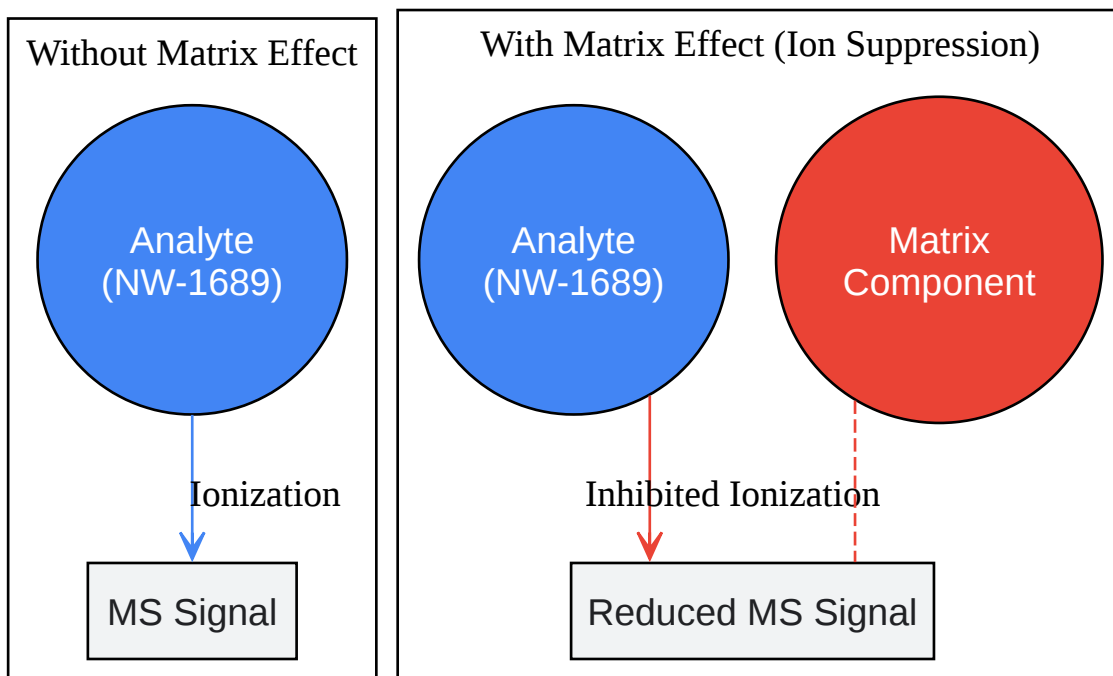 Without Matrix Effect
Analyte
(NW-1689)
Ionization
MS Signal
With Matrix Effect (Ion Suppression)
Analyte
(NW-1689)
Matrix
Component
Inhibited Ionization
Reduced MS Signal